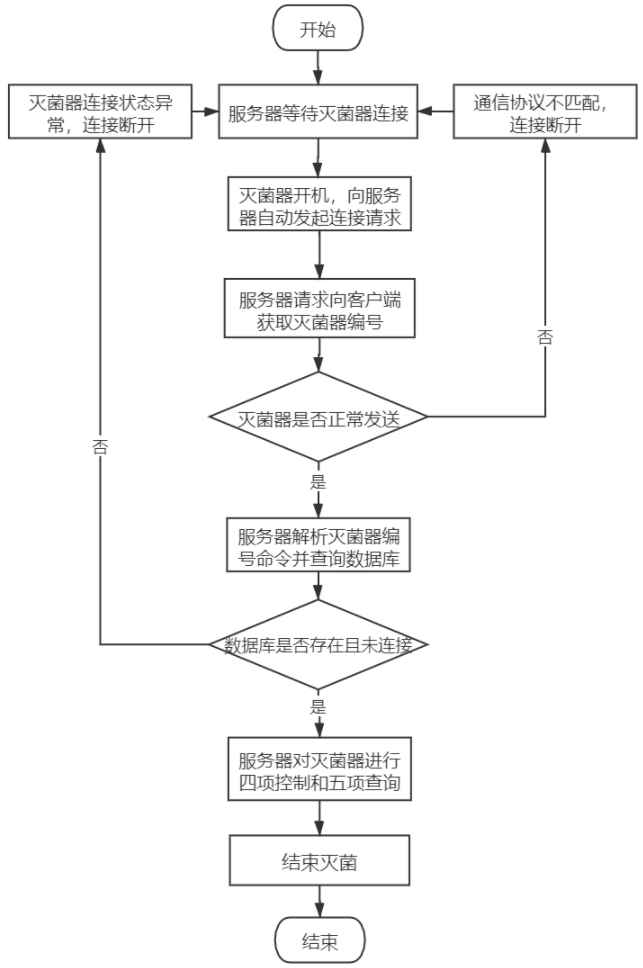 开始
灭菌器连接状态异
常，连接断开
服务器等待灭菌器连接
通信协议不匹配，
连接断开
灭菌器开机，向服务
器自动发起连接请求
服务器请求向客户端
获取灭菌器编号
否
灭菌器是否正常发送
否
是
服务器解析灭菌器编
号命令并查询数据库
数据库是否存在且未连接
是
服务器对灭菌器进行
四项控制和五项查询
结束灭菌
结束